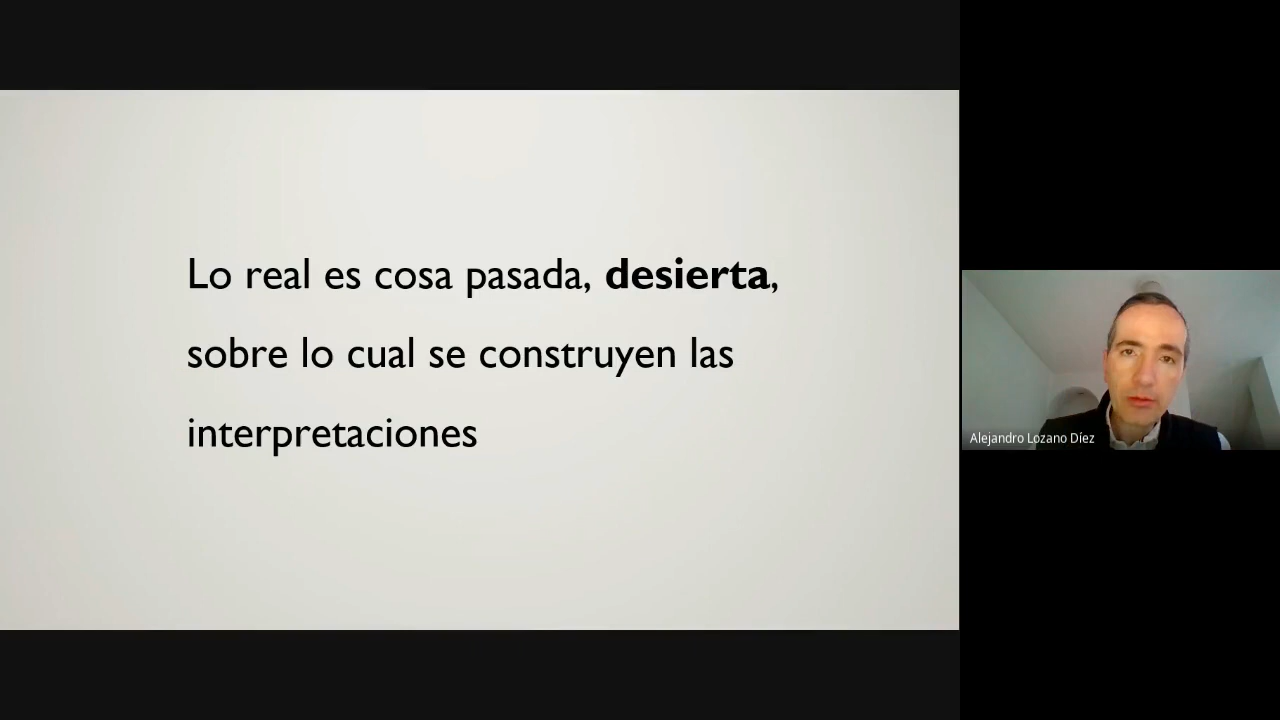 Lo real es cosa pasada, desierta,
sobre lo cual se construyen las
interpretaciones
Alejandro Lozano Díez